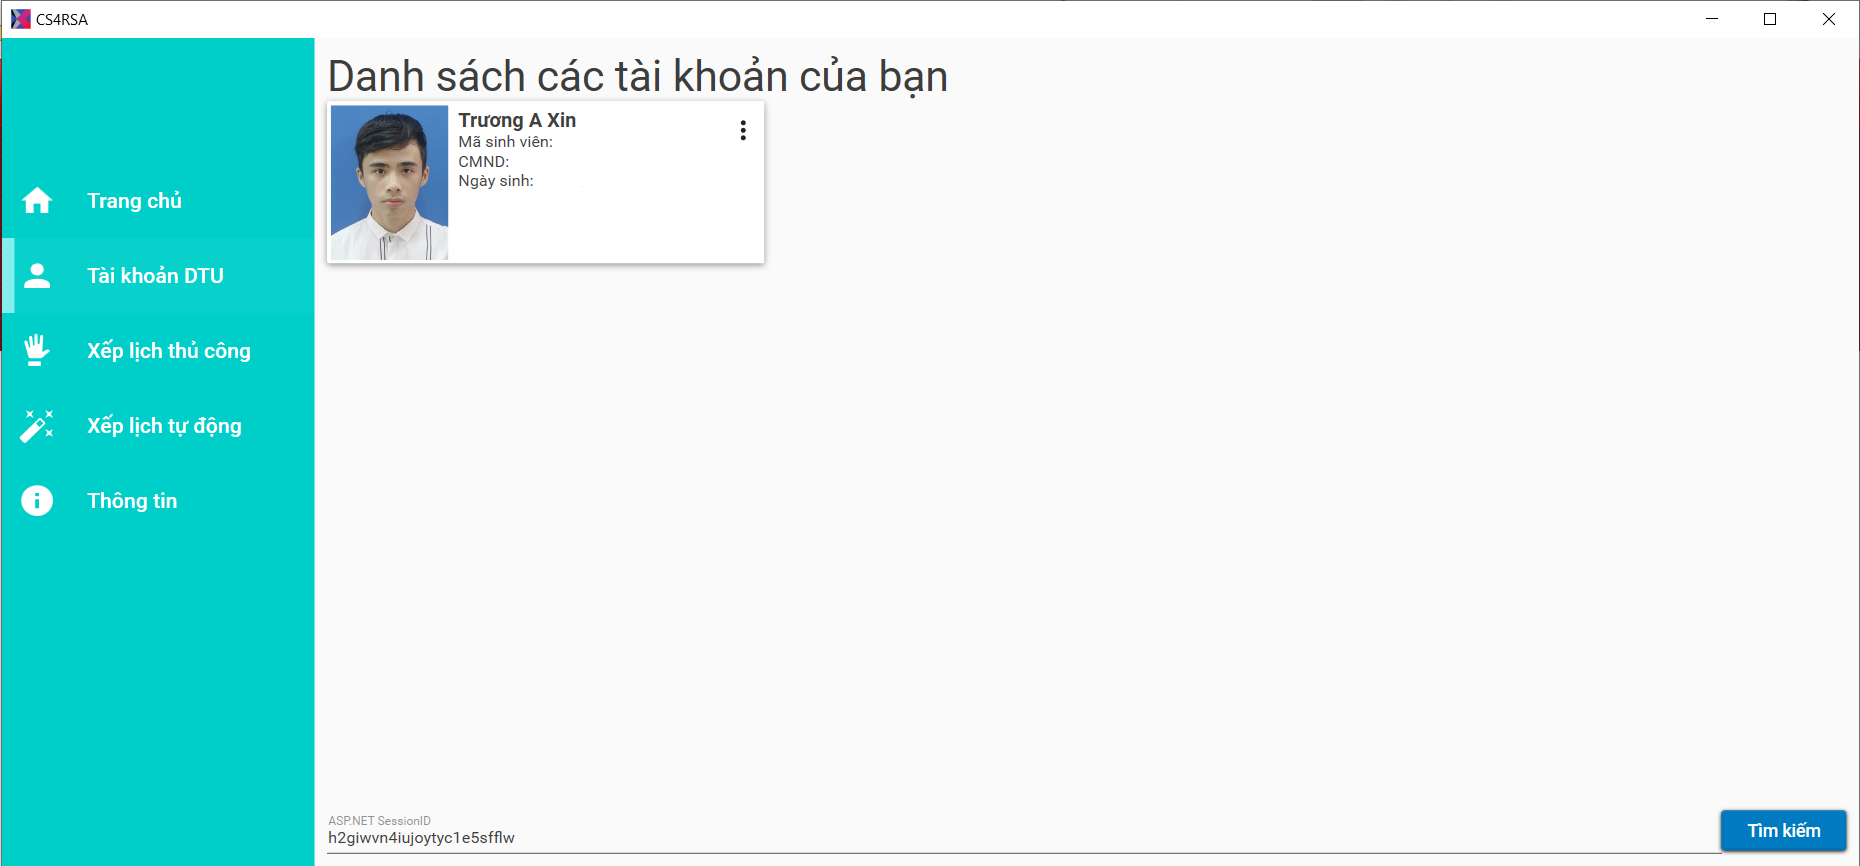 CS4RSA
Trang chủ
Tài khoản DTU
Xếp lịch thủ công
Xếp lịch tự động
Thông tin
Danh sách các tài khoản của bạn
Trương A Xin
Mã sinh viên:
CMND:
Ngày sinh:
ASP.NET SessionID
h2giwvn4iujoytyc1e5sfflw
Tìm kiếm